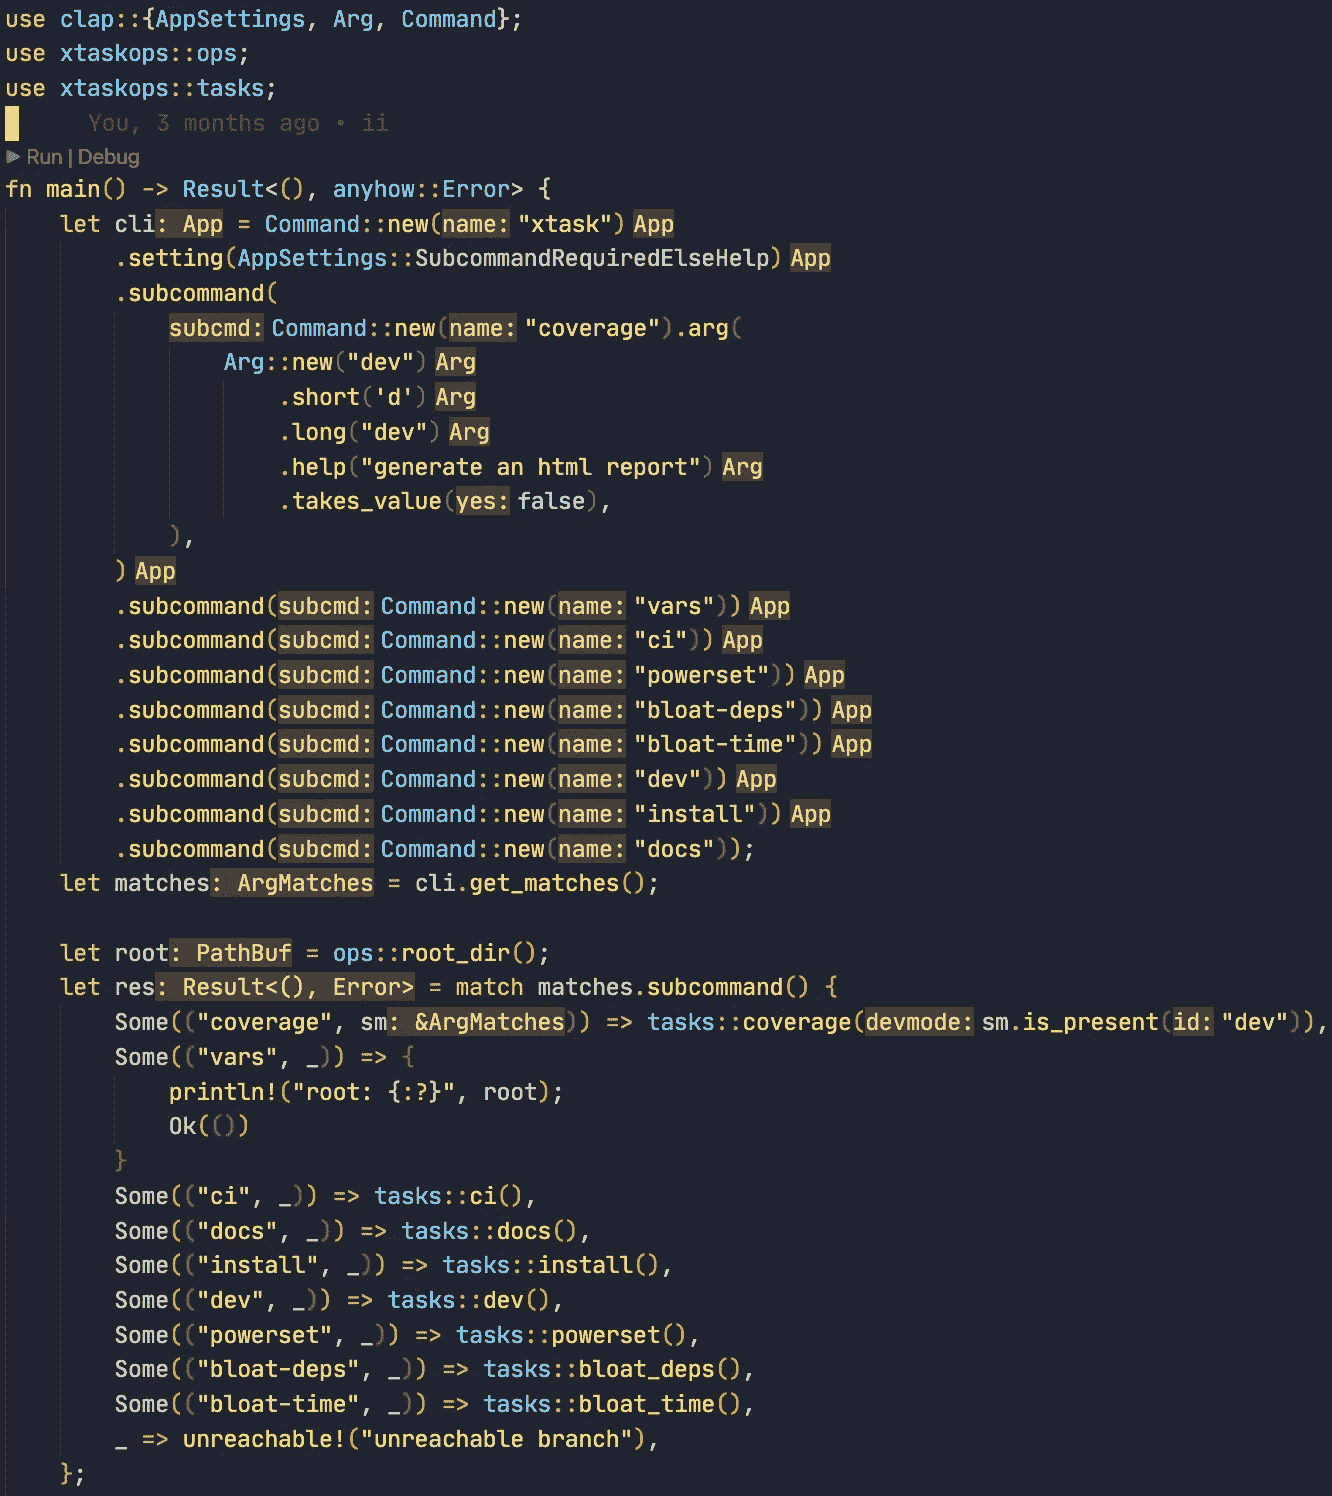 use clap::{AppSettings, Arg, Command};
use xtaskops::ops;
use xtaskops::tasks;
You, 3 months ago • ii
▶ Run | Debug
fn main() -> Result<(), anyhow::Error> {
    let cli: App = Command::new(name: "xtask") App
        .setting(AppSettings::SubcommandRequiredElseHelp) App
        .subcommand(
            subcmd: Command::new(name: "coverage").arg(
                Arg::new("dev") Arg
                    .short('d') Arg
                    .long("dev") Arg
                    .help("generate an html report") Arg
                    .takes_value(yes: false),
            ),
        ) App
        .subcommand(subcmd: Command::new(name: "vars")) App
        .subcommand(subcmd: Command::new(name: "ci")) App
        .subcommand(subcmd: Command::new(name: "powerset")) App
        .subcommand(subcmd: Command::new(name: "bloat-deps")) App
        .subcommand(subcmd: Command::new(name: "bloat-time")) App
        .subcommand(subcmd: Command::new(name: "dev")) App
        .subcommand(subcmd: Command::new(name: "install")) App
        .subcommand(subcmd: Command::new(name: "docs"));
    let matches: ArgMatches = cli.get_matches();

    let root: PathBuf = ops::root_dir();
    let res: Result<(), Error> = match matches.subcommand() {
        Some(("coverage", sm: &ArgMatches)) => tasks::coverage(devmode: sm.is_present(id: "dev")),
        Some(("vars", _)) => {
            println!("root: {:?}", root);
            Ok(())
        }
        Some(("ci", _)) => tasks::ci(),
        Some(("docs", _)) => tasks::docs(),
        Some(("install", _)) => tasks::install(),
        Some(("dev", _)) => tasks::dev(),
        Some(("powerset", _)) => tasks::powerset(),
        Some(("bloat-deps", _)) => tasks::bloat_deps(),
        Some(("bloat-time", _)) => tasks::bloat_time(),
        _ => unreachable!("unreachable branch"),
    };